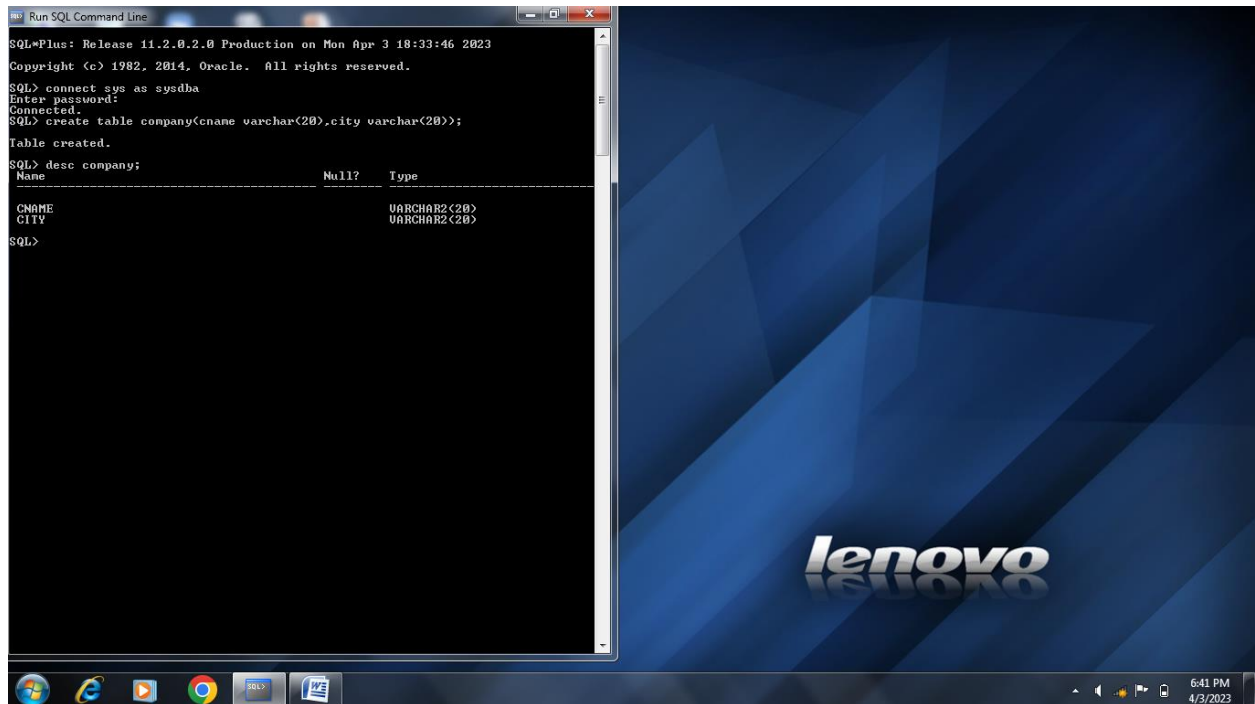 Run SQL Command Line
SQL*Plus: Release 11.2.0.2.0 Production on Mon Apr 3 18:33:46 2023
Copyright (c) 1982, 2014, Oracle.  All rights reserved.
SQL> connect sys as sysdba
Enter password:
Connected.
SQL> create table company(cname varchar(20),city varchar(20));
Table created.
SQL> desc company;
Name Null? Type
CNAME VARCHAR2(20)
CITY VARCHAR2(20)
SQL>
lenovo
SQL>
W
6:41 PM
4/3/2023